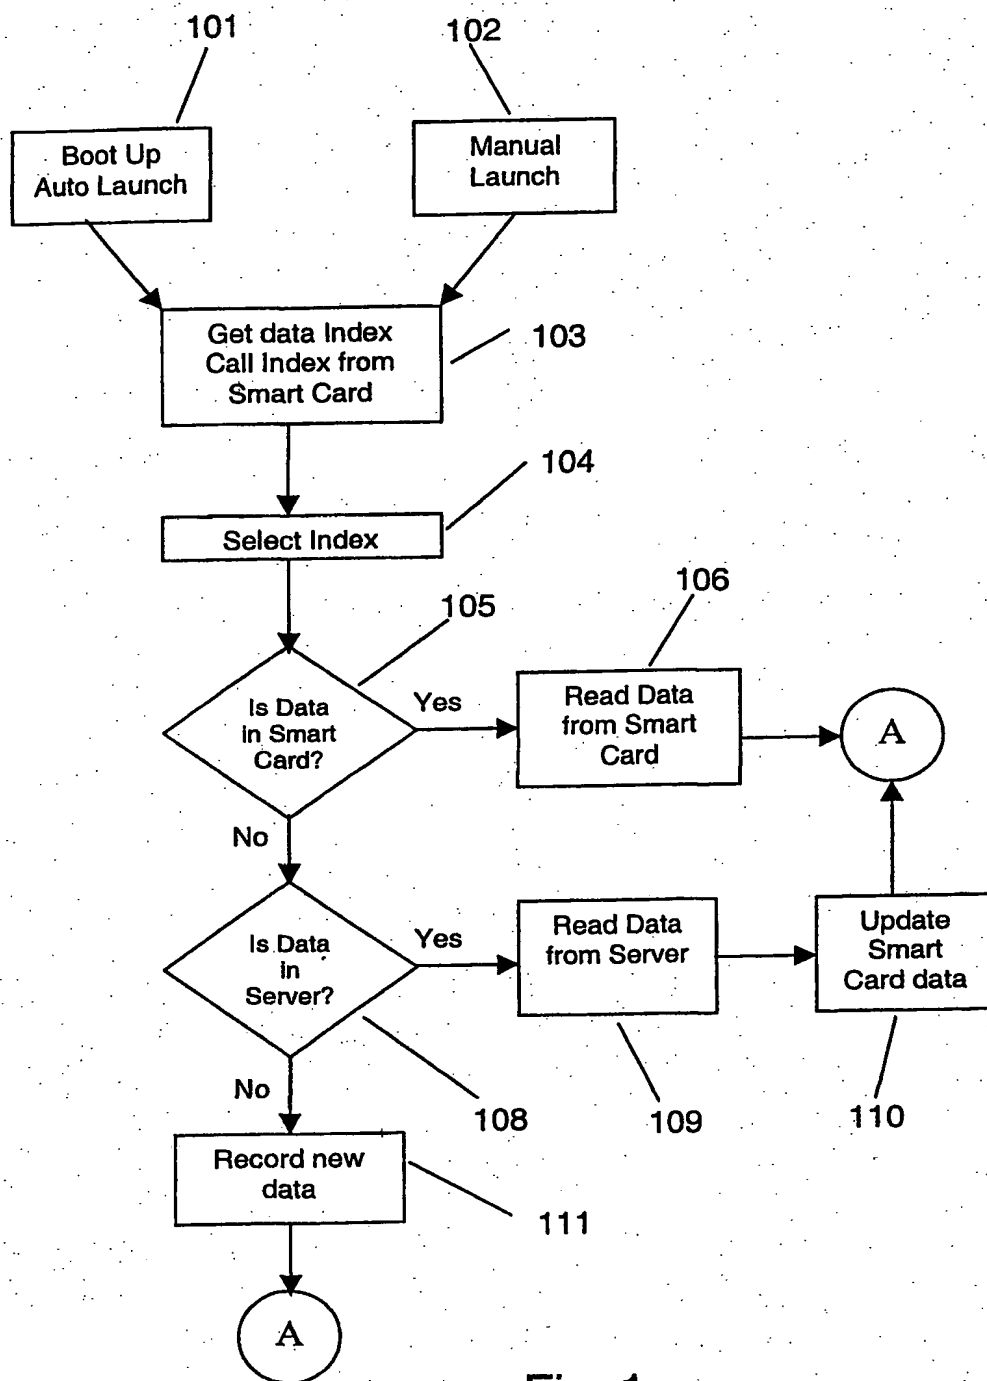 101
102
Boot Up
Auto Launch
Manual
Launch
Get data Index
Call Index from
Smart Card
103
104
Select Index
105
106
Is Data
in Smart
Card?
Yes
Read Data
from Smart
Card
A
No
Is Data
in
Server?
Yes
Read Data
from Server
Update
Smart
Card data
No
108
109
110
Record new
data
111
A